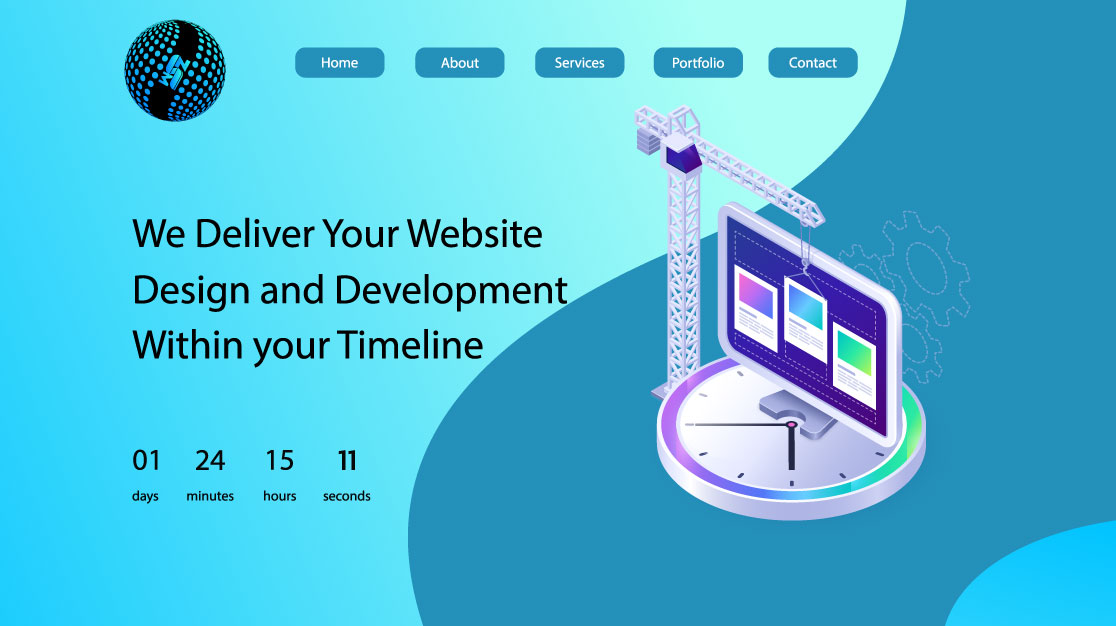 Home About Services Portfolio Contact
We Deliver Your Website
Design and Development
Within your Timeline
01 24 15 11
days minutes hours seconds